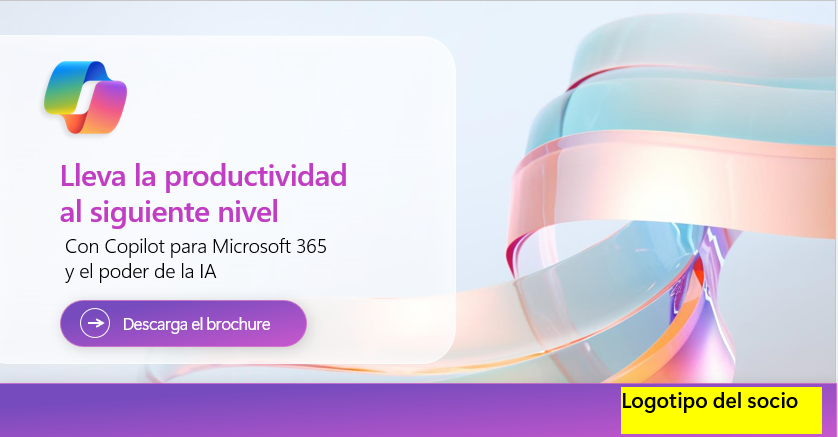 Lleva la productividad
al siguiente nivel
Con Copilot para Microsoft 365
y el poder de la IA
Descarga el brochure
Logotipo del socio